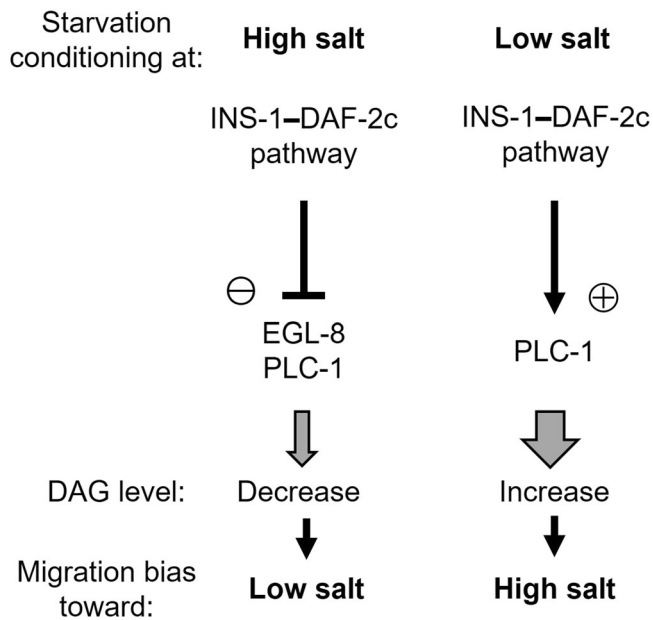 Starvation
conditioning at:
High salt
Low salt
INS-1–DAF-2c
pathway
INS-1–DAF-2c
pathway
⊖
⊕
EGL-8
PLC-1
PLC-1
DAG level:
Decrease
Increase
Migration bias
toward:
Low salt
High salt